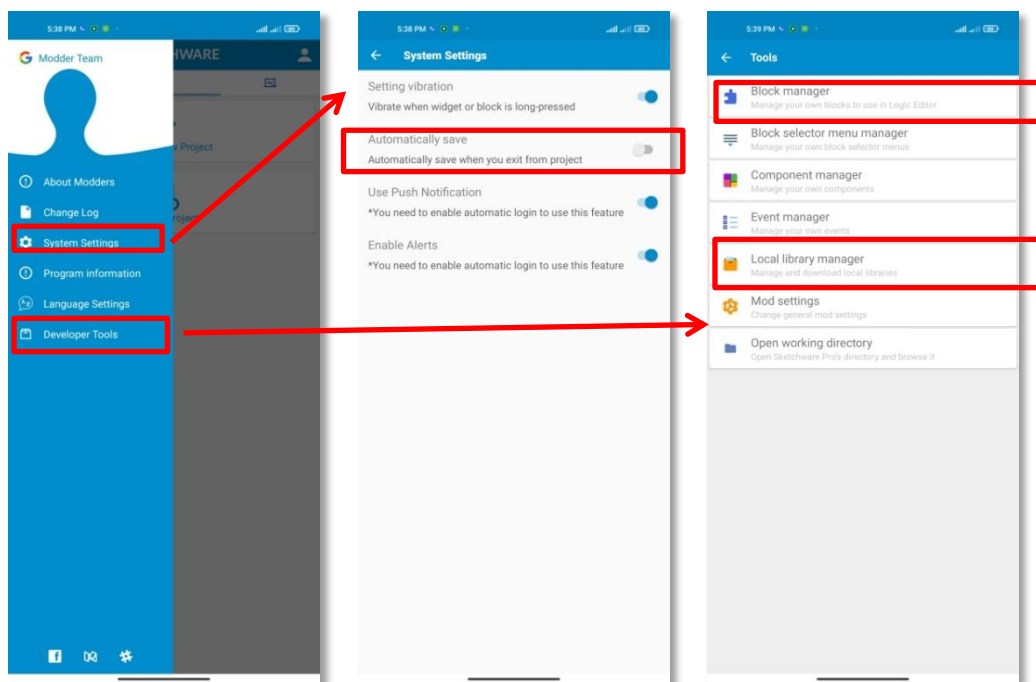 5:38 PM
Modder Team
HWARE
v Project
About Modders
Change Log
System Settings
Program information
Language Settings
Developer Tools
5:38 PM
System Settings
Setting vibration
Vibrate when widget or block is long-pressed
Automatically save
Automatically save when you exit from project
Use Push Notification
*You need to enable automatic login to use this feature
Enable Alerts
*You need to enable automatic login to use this feature
5:39 PM
Tools
Block manager
Manage your own blocks to use in Logic Editor
Block selector menu manager
Manage your own block selector menus
Component manager
Manage your own components
Event manager
Manage your own events
Local library manager
Manage and download local libraries
Mod settings
Change general mod settings
Open working directory
Open Sketchware Pro's directory and browse it